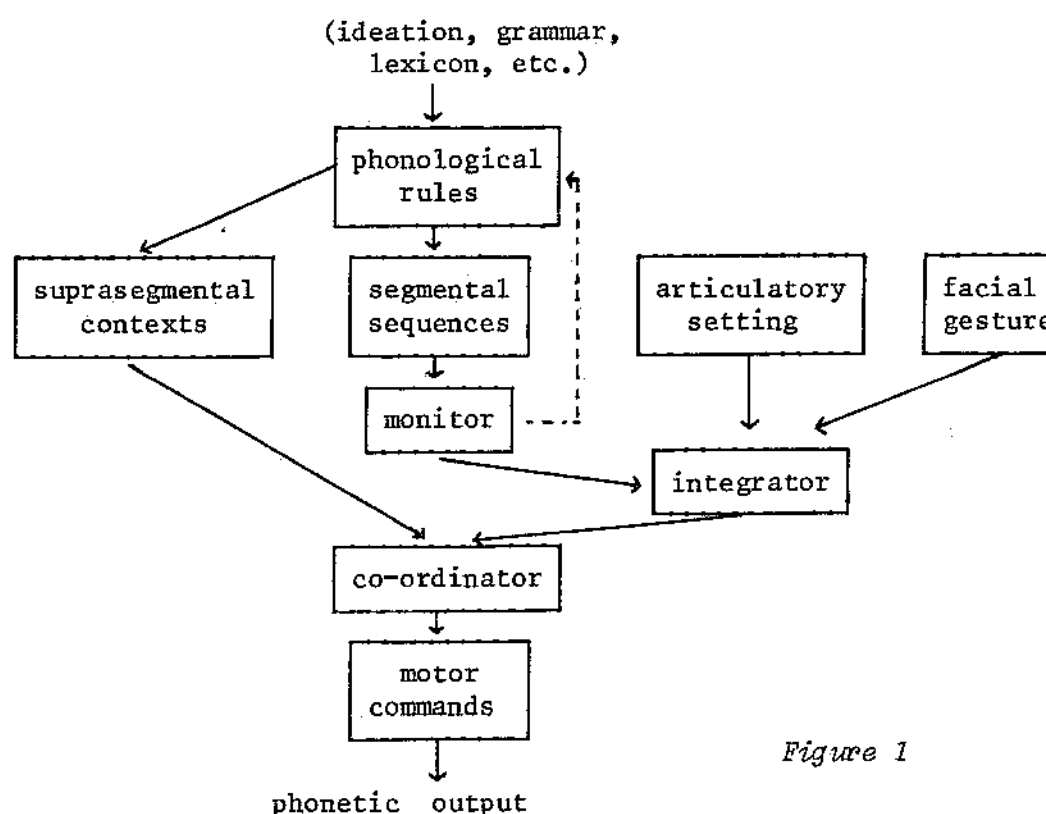 (ideation, grammar,
lexicon, etc.)
phonological
rules
suprasegmental
contexts
segmental
sequences
articulatory
setting
facial
gesture
monitor
integrator
co-ordinator
motor
commands
Figure 1
phonetic output